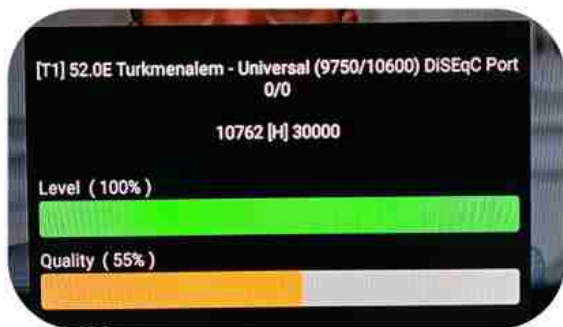 [T1] 52.0E Turkmenalem - Universal (9750/10600) DiSEqC Port
0/0
10762 [H] 30000
Level ( 100% )
Quality ( 55% )